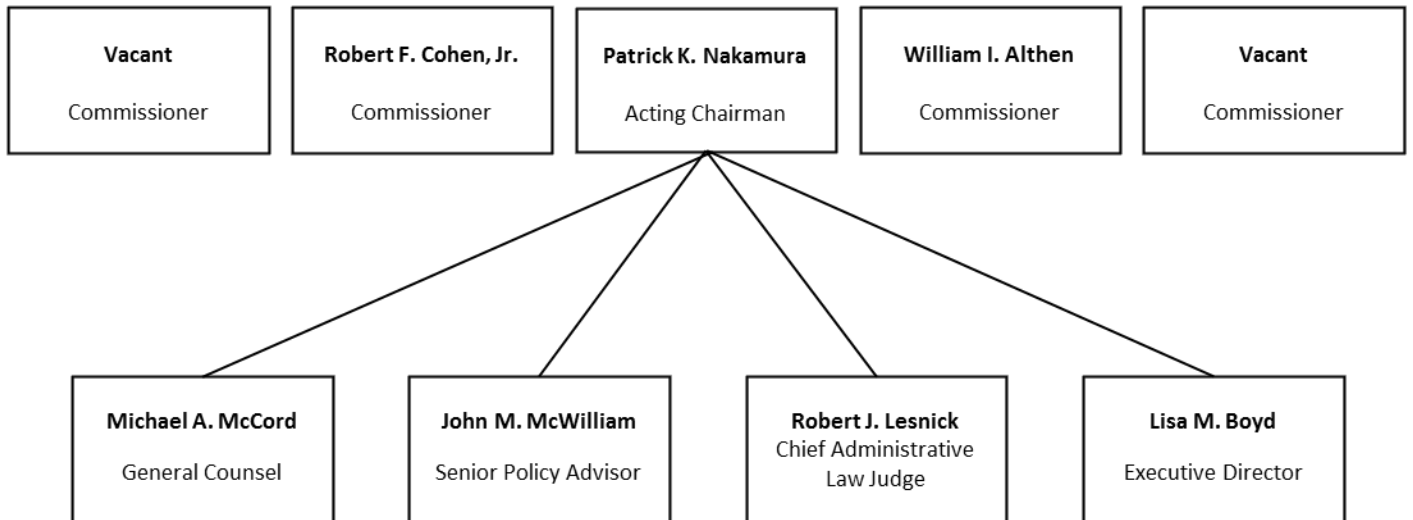 Vacant
Commissioner
Robert F. Cohen, Jr.
Commissioner
Patrick K. Nakamura
Acting Chairman
William I. Althen
Commissioner
Vacant
Commissioner
Michael A. McCord
General Counsel
John M. McWilliam
Senior Policy Advisor
Robert J. Lesnick
Chief Administrative
Law Judge
Lisa M. Boyd
Executive Director